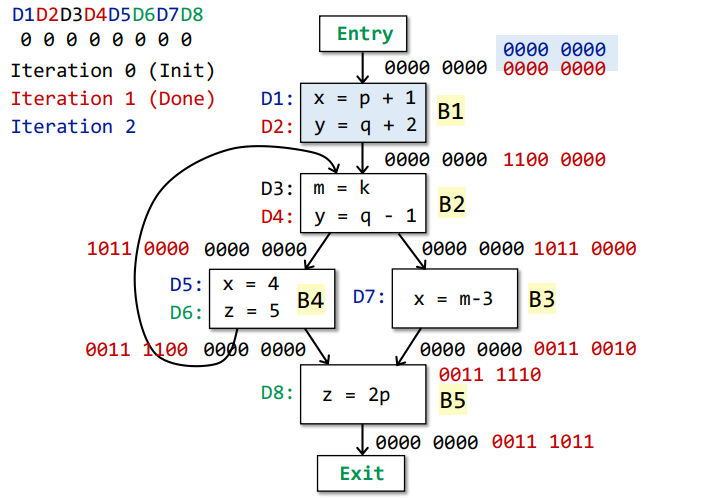 D1D2D3D4D5D6D7D8
0 0 0 0 0 0 0 0
Iteration 0 (Init)
Iteration 1 (Done)
Iteration 2
Entry
0000 0000
0000 0000 0000 0000
D1: x = p + 1
D2: y = q + 2
B1
0000 0000 1100 0000
D3: m = k
D4: y = q - 1
B2
1011 0000 0000 0000
0000 0000 1011 0000
D5: x = 4
D6: z = 5
B4
D7: x = m-3
B3
0011 1100 0000 0000
0000 0000 0011 0010
0011 1110
D8: z = 2p
B5
0000 0000 0011 1011
Exit